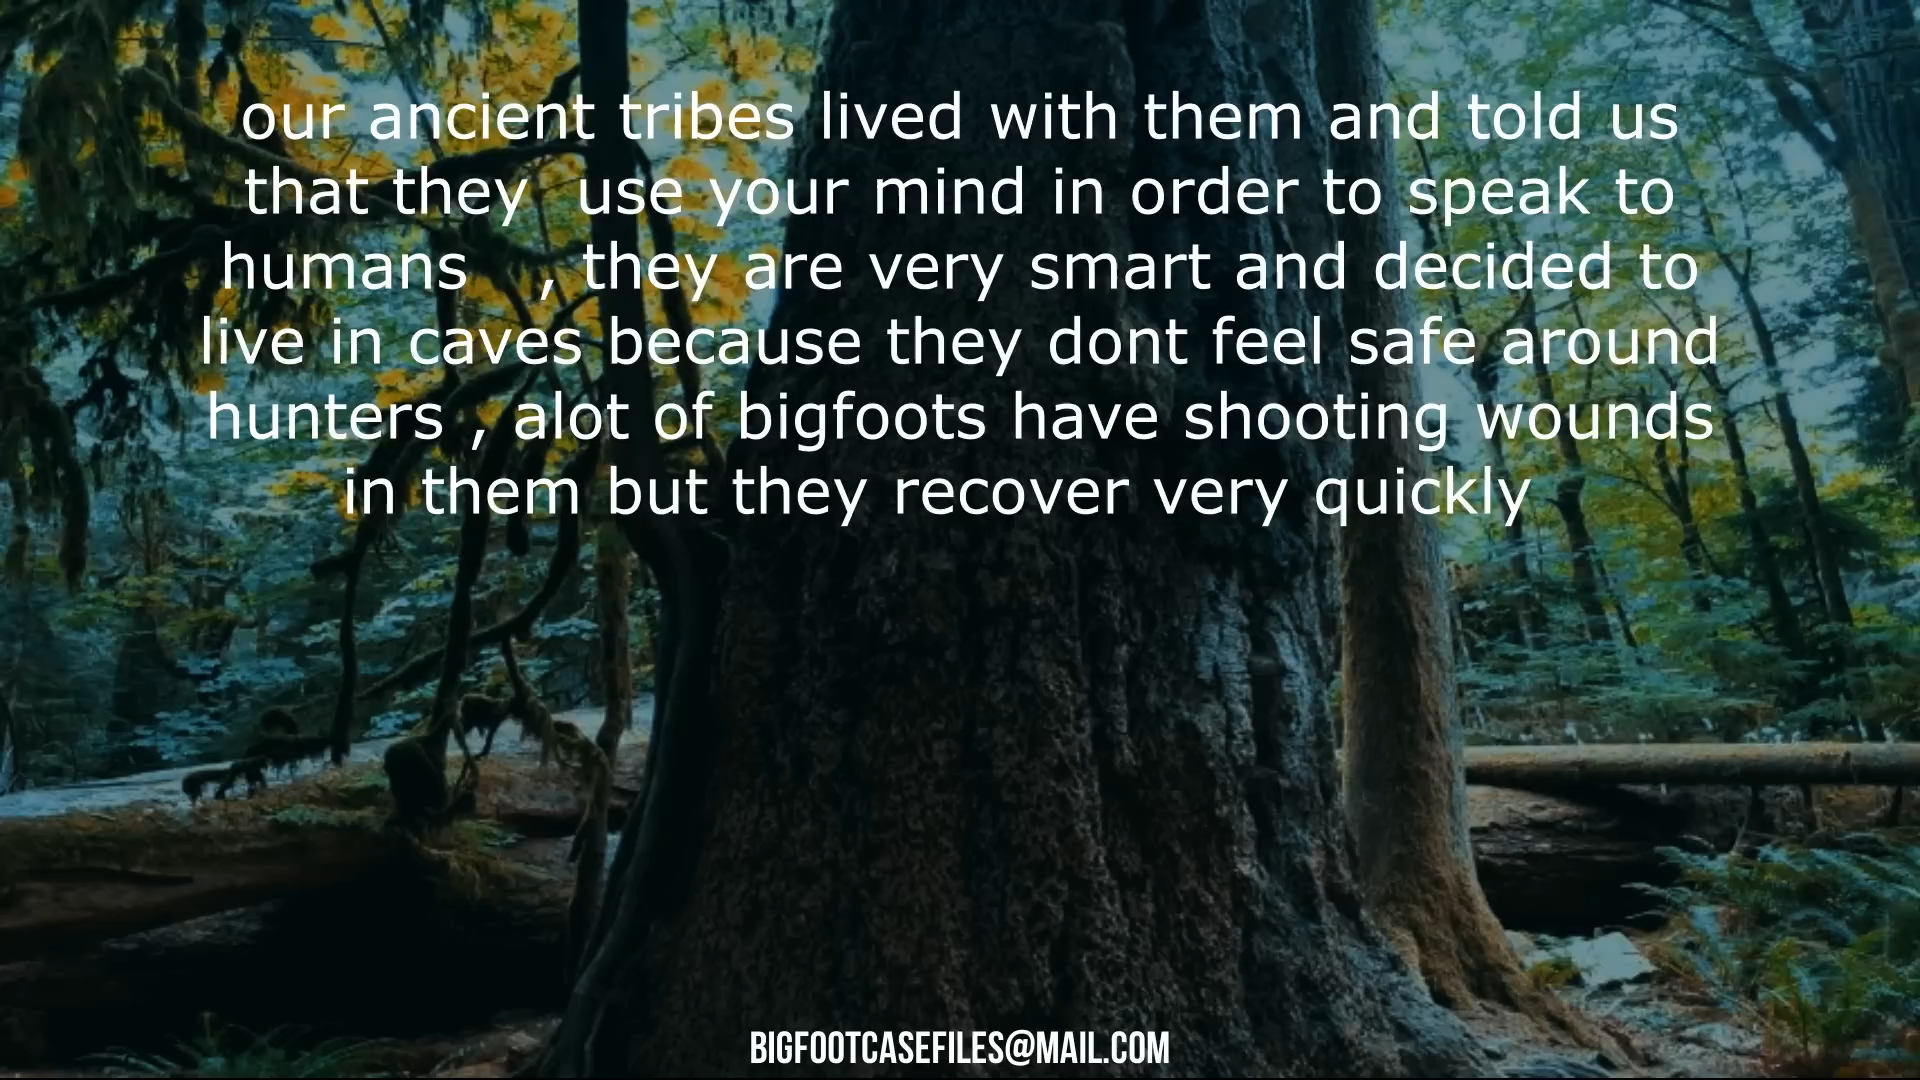 our ancient tribes lived with them and told us
that they  use your mind in order to speak to
humans   , they are very smart and decided to
live in caves because they dont feel safe around
hunters , alot of bigfoots have shooting wounds
in them but they recover very quickly
BIGFOOTCASEFILES@MAIL.COM